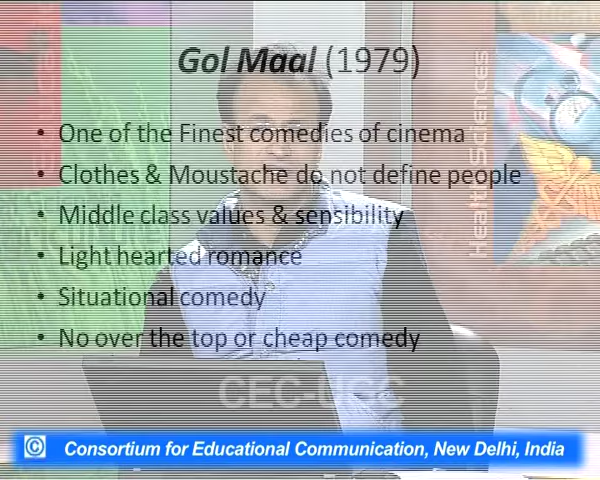 Gol Maal (1979)
• One of the Finest comedies of cinema
• Clothes & Moustache do not define people
• Middle class values & sensibility
• Light hearted romance
• Situational comedy
• No over the top or cheap comedy
Health Sciences
CEC-UGC
© Consortium for Educational Communication, New Delhi, India